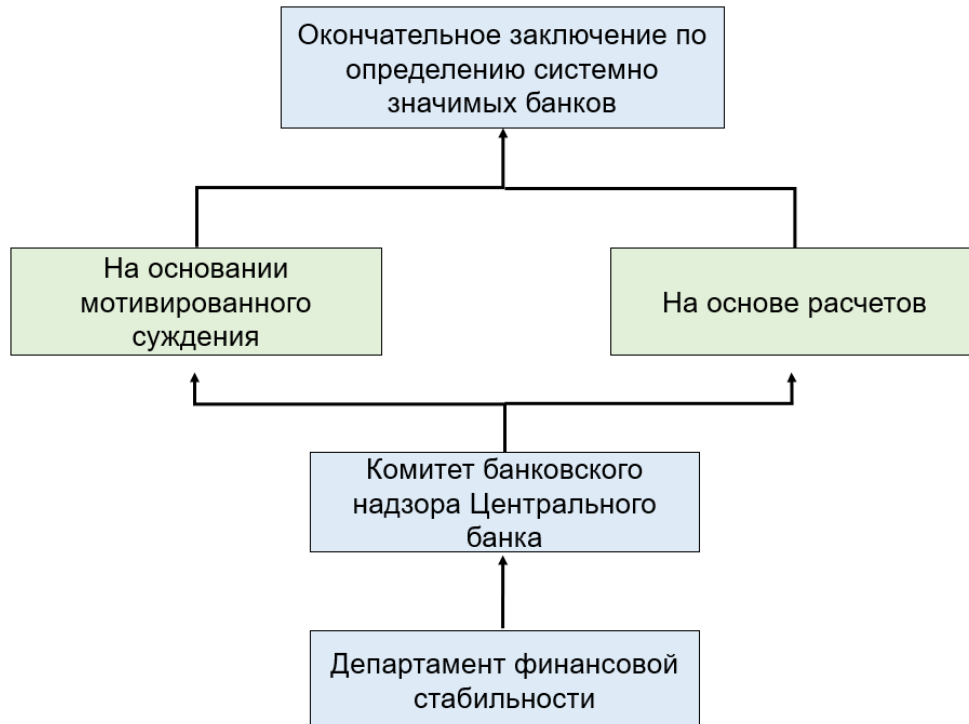 Окончательное заключение по
определению системно
значимых банков
На основании
мотивированного
суждения
На основе расчетов
Комитет банковского
надзора Центрального
банка
Департамент финансовой
стабильности